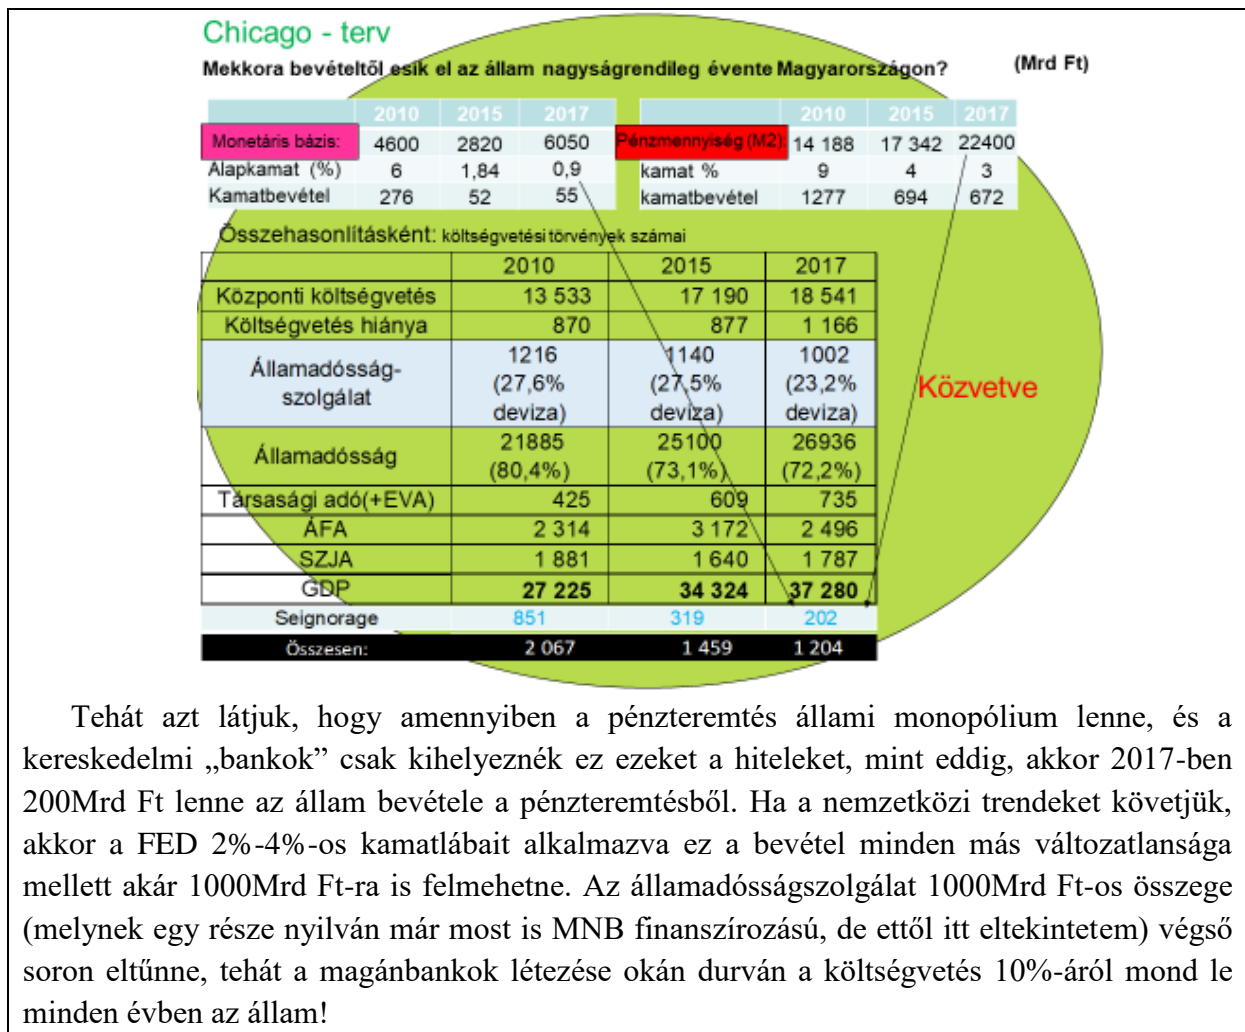 Chicago - terv
Mekkora bevételtől esik el az állam nagyságrendileg évente Magyarországon? (Mrd Ft)
2010 2015 2017 2010 2015 2017
Monetáris bázis: 4600 2820 6050 Pénzmennyiség (M2): 14 188 17 342 22400
Alapkamat (%) 6 1,84 0,9 kamat % 9 4 3
Kamatbevétel 276 52 55 kamatbevétel 1277 694 672
Összehasonlításként: költségvetési törvények számai
2010 2015 2017
Központi költségvetés 13 533 17 190 18 541
Költségvetés hiánya 870 877 1 166
Államadósság-
szolgálat
1216
(27,6%
deviza)
1140
(27,5%
deviza)
1002
(23,2%
deviza)
Közvetve
Államadósság
21885
(80,4%)
25100
(73,1%)
26936
(72,2%)
Társasági adó(+EVA) 425 609 735
ÁFA 2 314 3 172 2 496
SZJA 1 881 1 640 1 787
GDP 27 225 34 324 37 280
Seignorage 851 319 202
Összesen: 2 067 1 459 1 204
Tehát azt látjuk, hogy amennyiben a pénzteremtés állami monopólium lenne, és a
kereskedelmi „bankok” csak kihelyeznék ez ezeket a hiteleket, mint eddig, akkor 2017-ben
200Mrd Ft lenne az állam bevétele a pénzteremtésből. Ha a nemzetközi trendeket követjük,
akkor a FED 2%-4%-os kamatlábait alkalmazva ez a bevétel minden más változatlansága
mellett akár 1000Mrd Ft-ra is felmehetne. Az államadósságszolgálat 1000Mrd Ft-os összege
(melynek egy része nyilván már most is MNB finanszírozású, de ettől itt eltekintetem) végső
soron eltűnne, tehát a magánbankok létezése okán durván a költségvetés 10%-áról mond le
minden évben az állam!